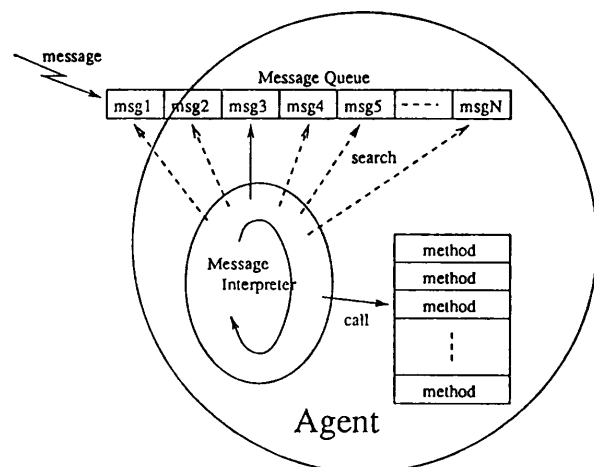 message
Message Queue
msg1 msg2 msg3 msg4 msg5 msgN
search
Message
Interpreter
call
method
method
method
method
Agent